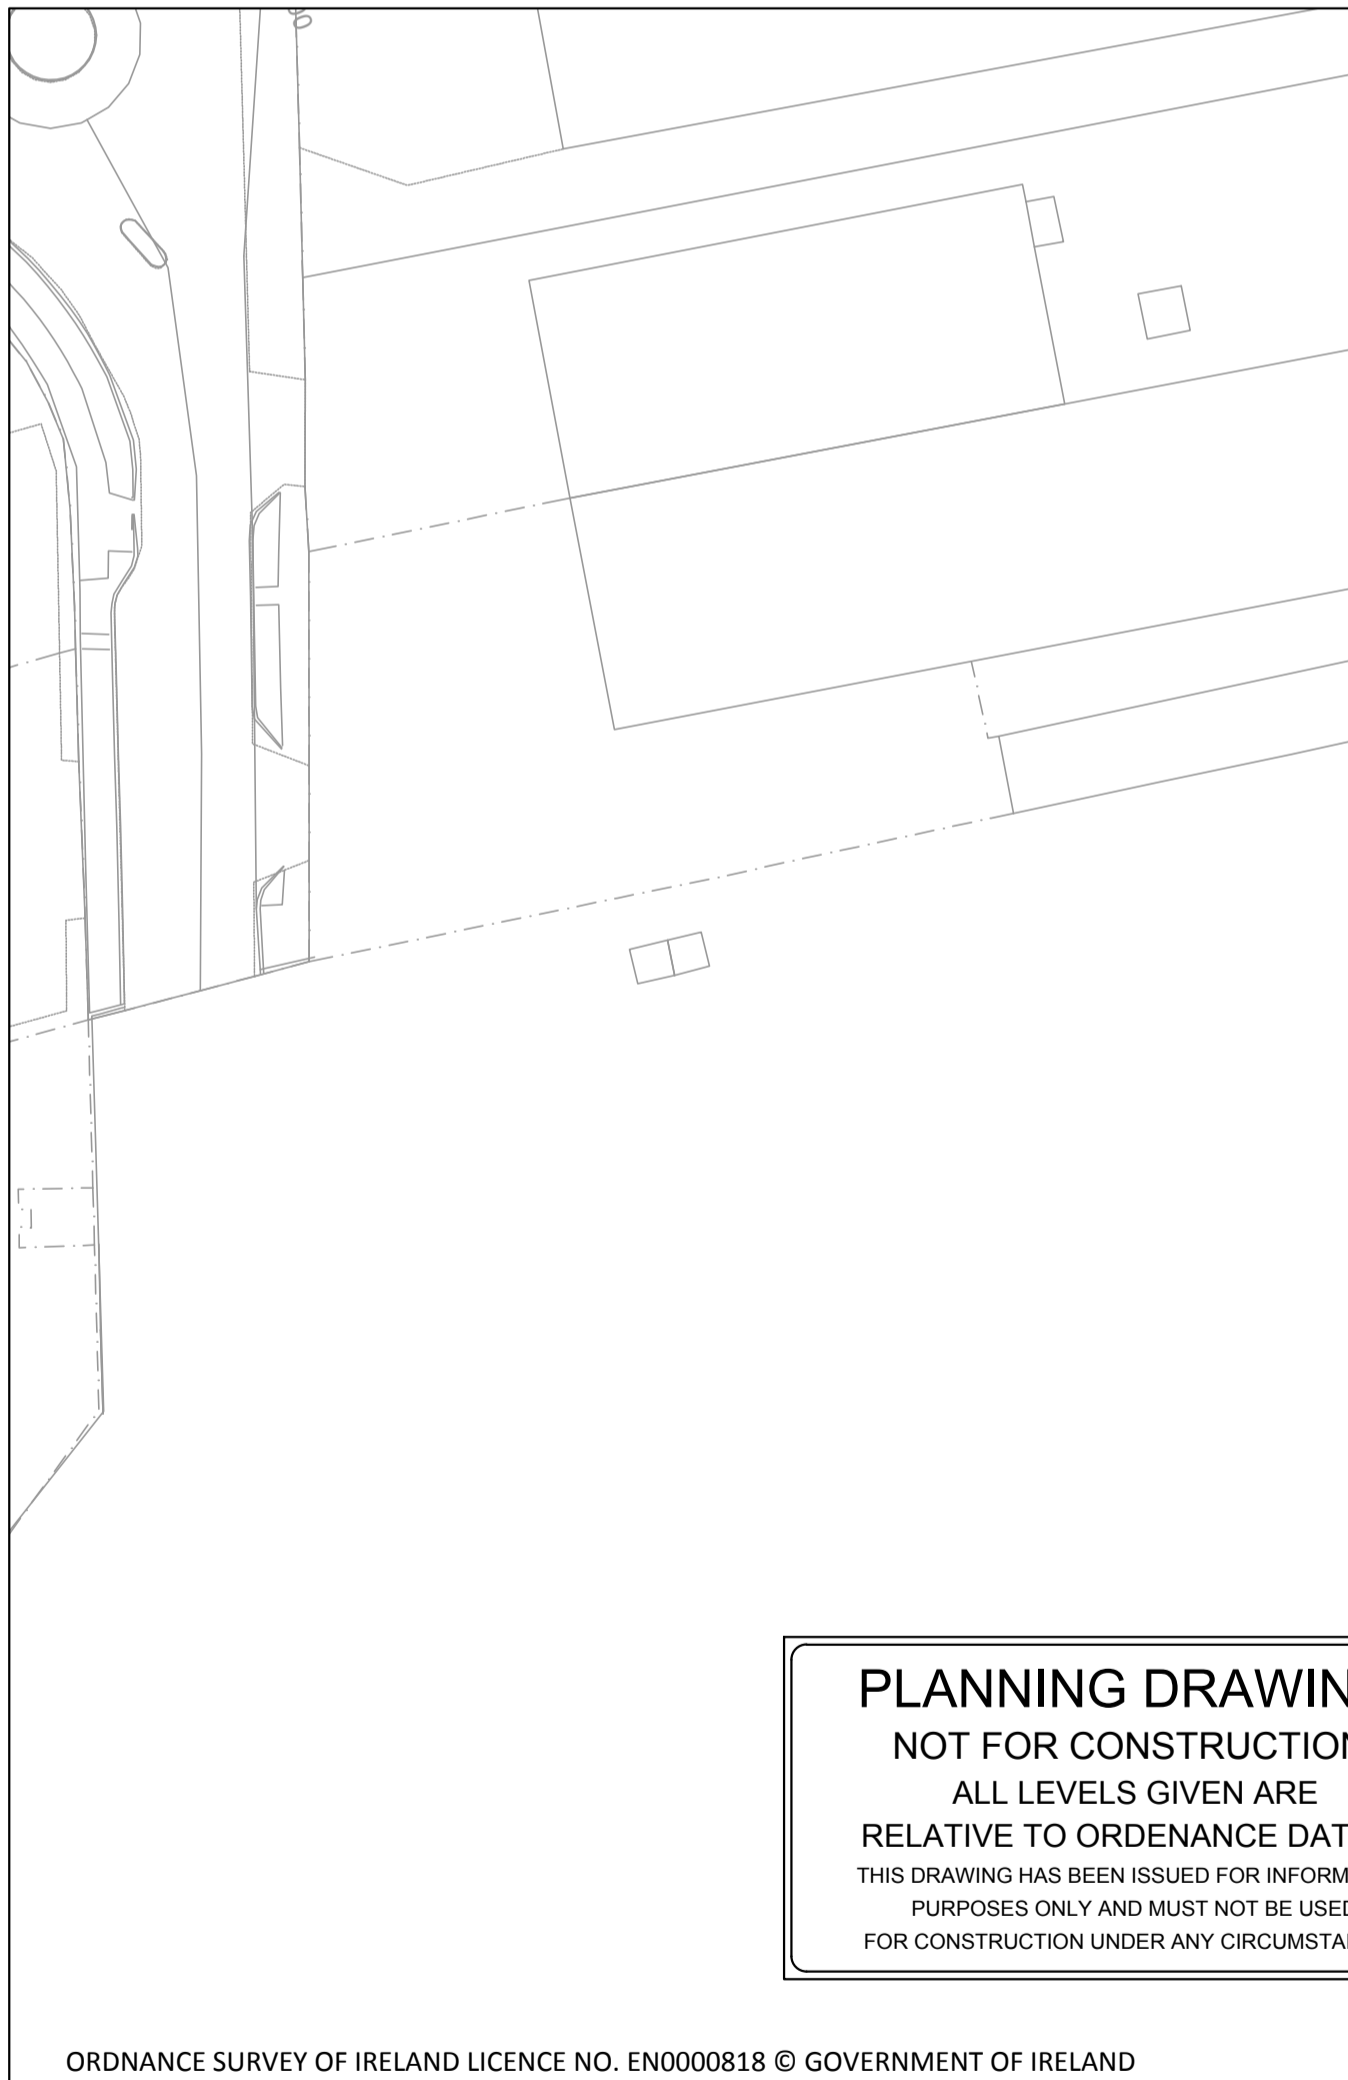 PLANNING DRAWIN
NOT FOR CONSTRUCTION
ALL LEVELS GIVEN ARE
RELATIVE TO ORDENANCE DAT
THIS DRAWING HAS BEEN ISSUED FOR INFORM
PURPOSES ONLY AND MUST NOT BE USED
FOR CONSTRUCTION UNDER ANY CIRCUMSTA
ORDNANCE SURVEY OF IRELAND LICENCE NO. EN0000818 © GOVERNMENT OF IRELAND